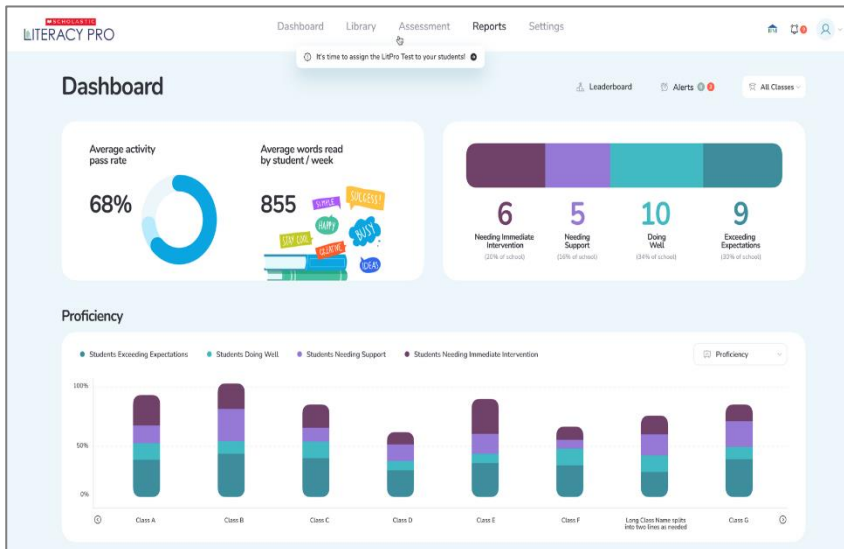 SCHOLASTIC
LITERACY PRO
Dashboard Library Assessment Reports Settings
It's time to assign the LitPro Test to your students!
Dashboard
Leaderboard
Alerts
All Classes
Average activity
pass rate
68%
Average words read
by student / week
855
SIMPLE
SUCCESS!
HAPPY
BUSY
STAY COOL
CREATIVE
IDEAS
6
Needing Immediate
Intervention
(20% of school)
5
Needing
Support
(16% of school)
10
Doing
Well
(34% of school)
9
Exceeding
Expectations
(30% of school)
Proficiency
Students Exceeding Expectations Students Doing Well Students Needing Support Students Needing Immediate Intervention
Proficiency
100%
50%
0%
Class A Class B Class C Class D Class E Class F Long Class Name splits Class G
into two lines as needed